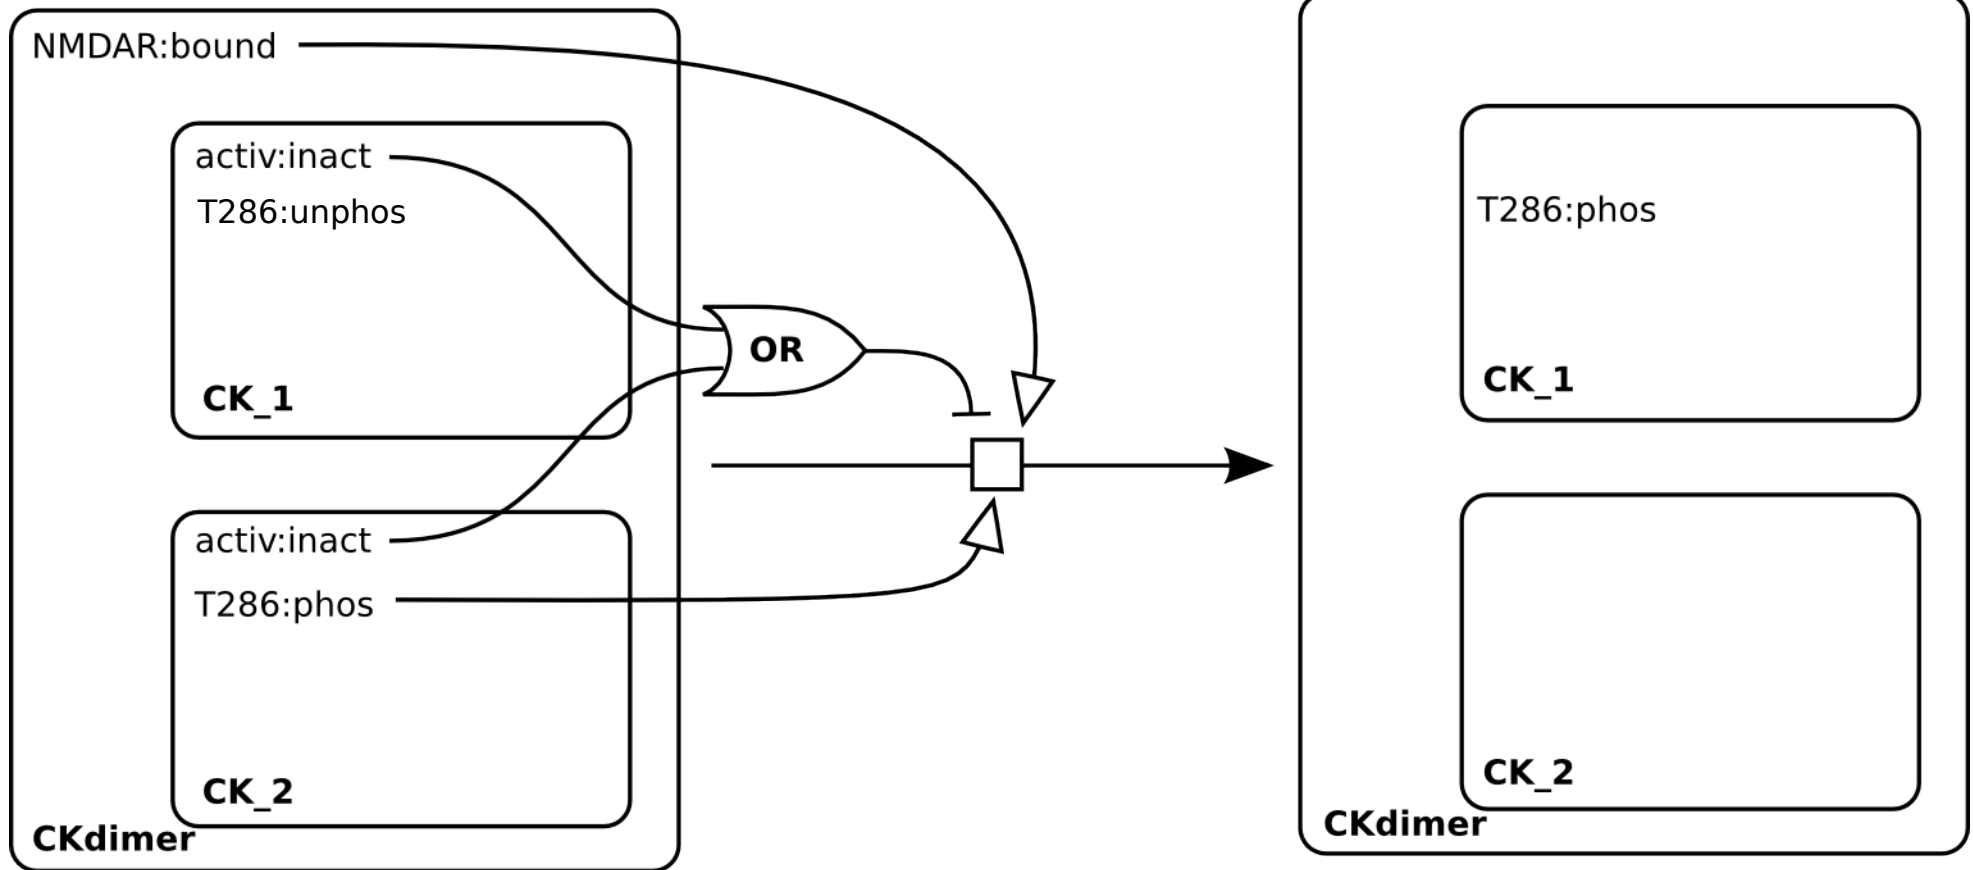 NMDAR:bound
activ:inact
T286:unphos
CK_1
OR
activ:inact
T286:phos
CK_2
CKdimer
T286:phos
CK_1
CK_2
CKdimer